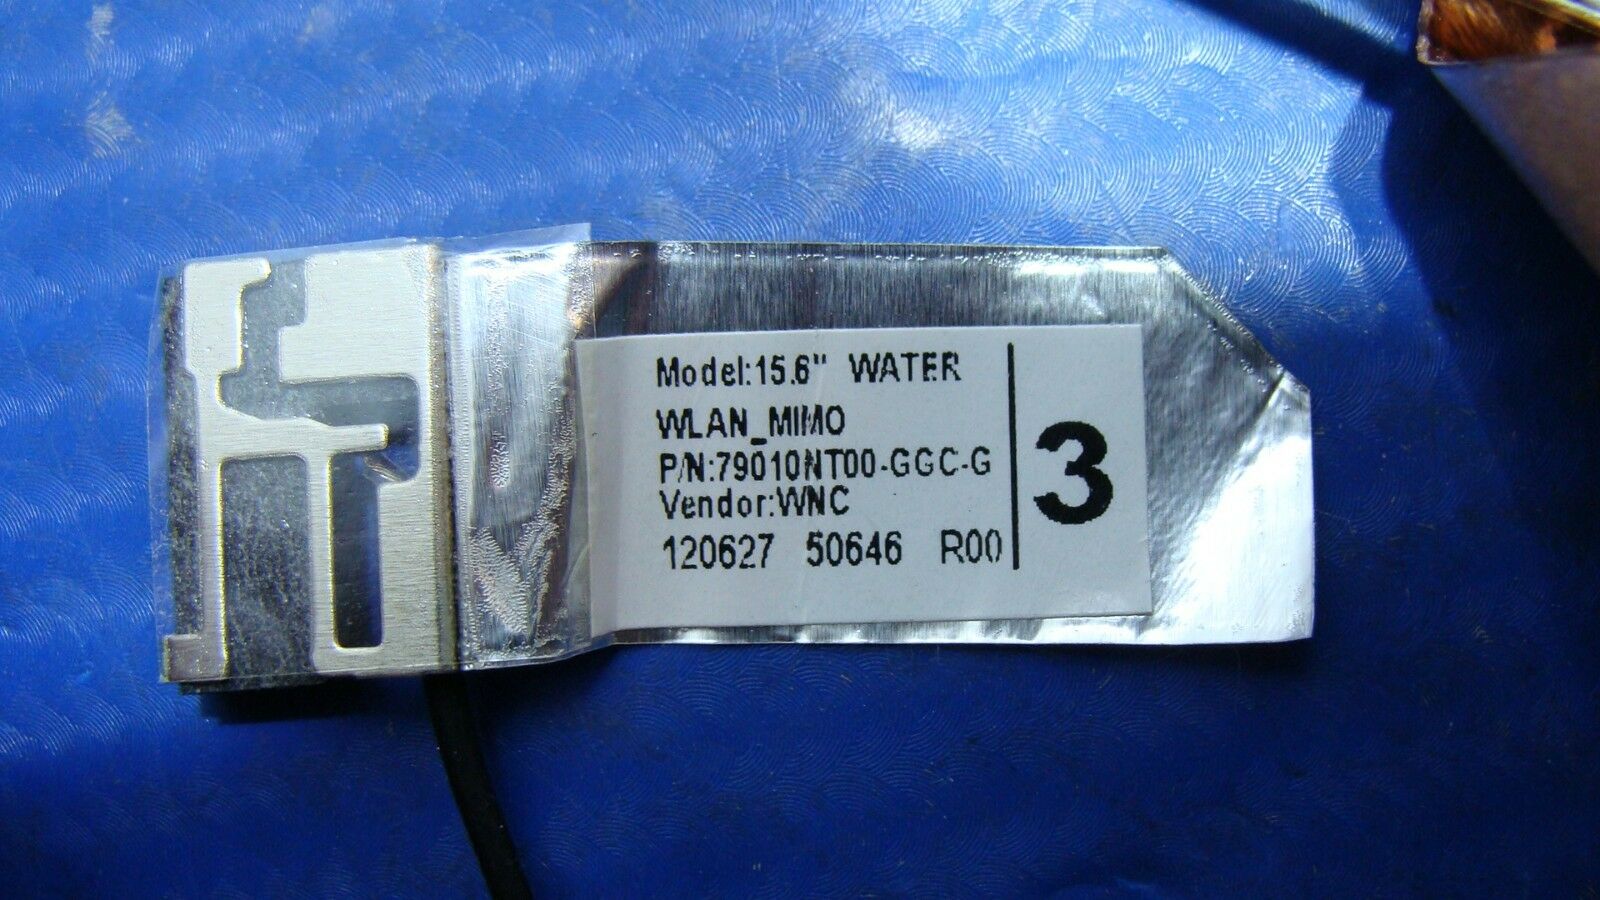 Model:15.6" WATER
WLAN_MIMO
P/N:79010NT00-GGC-G
Vendor:WNC
120627 50646 R00
3